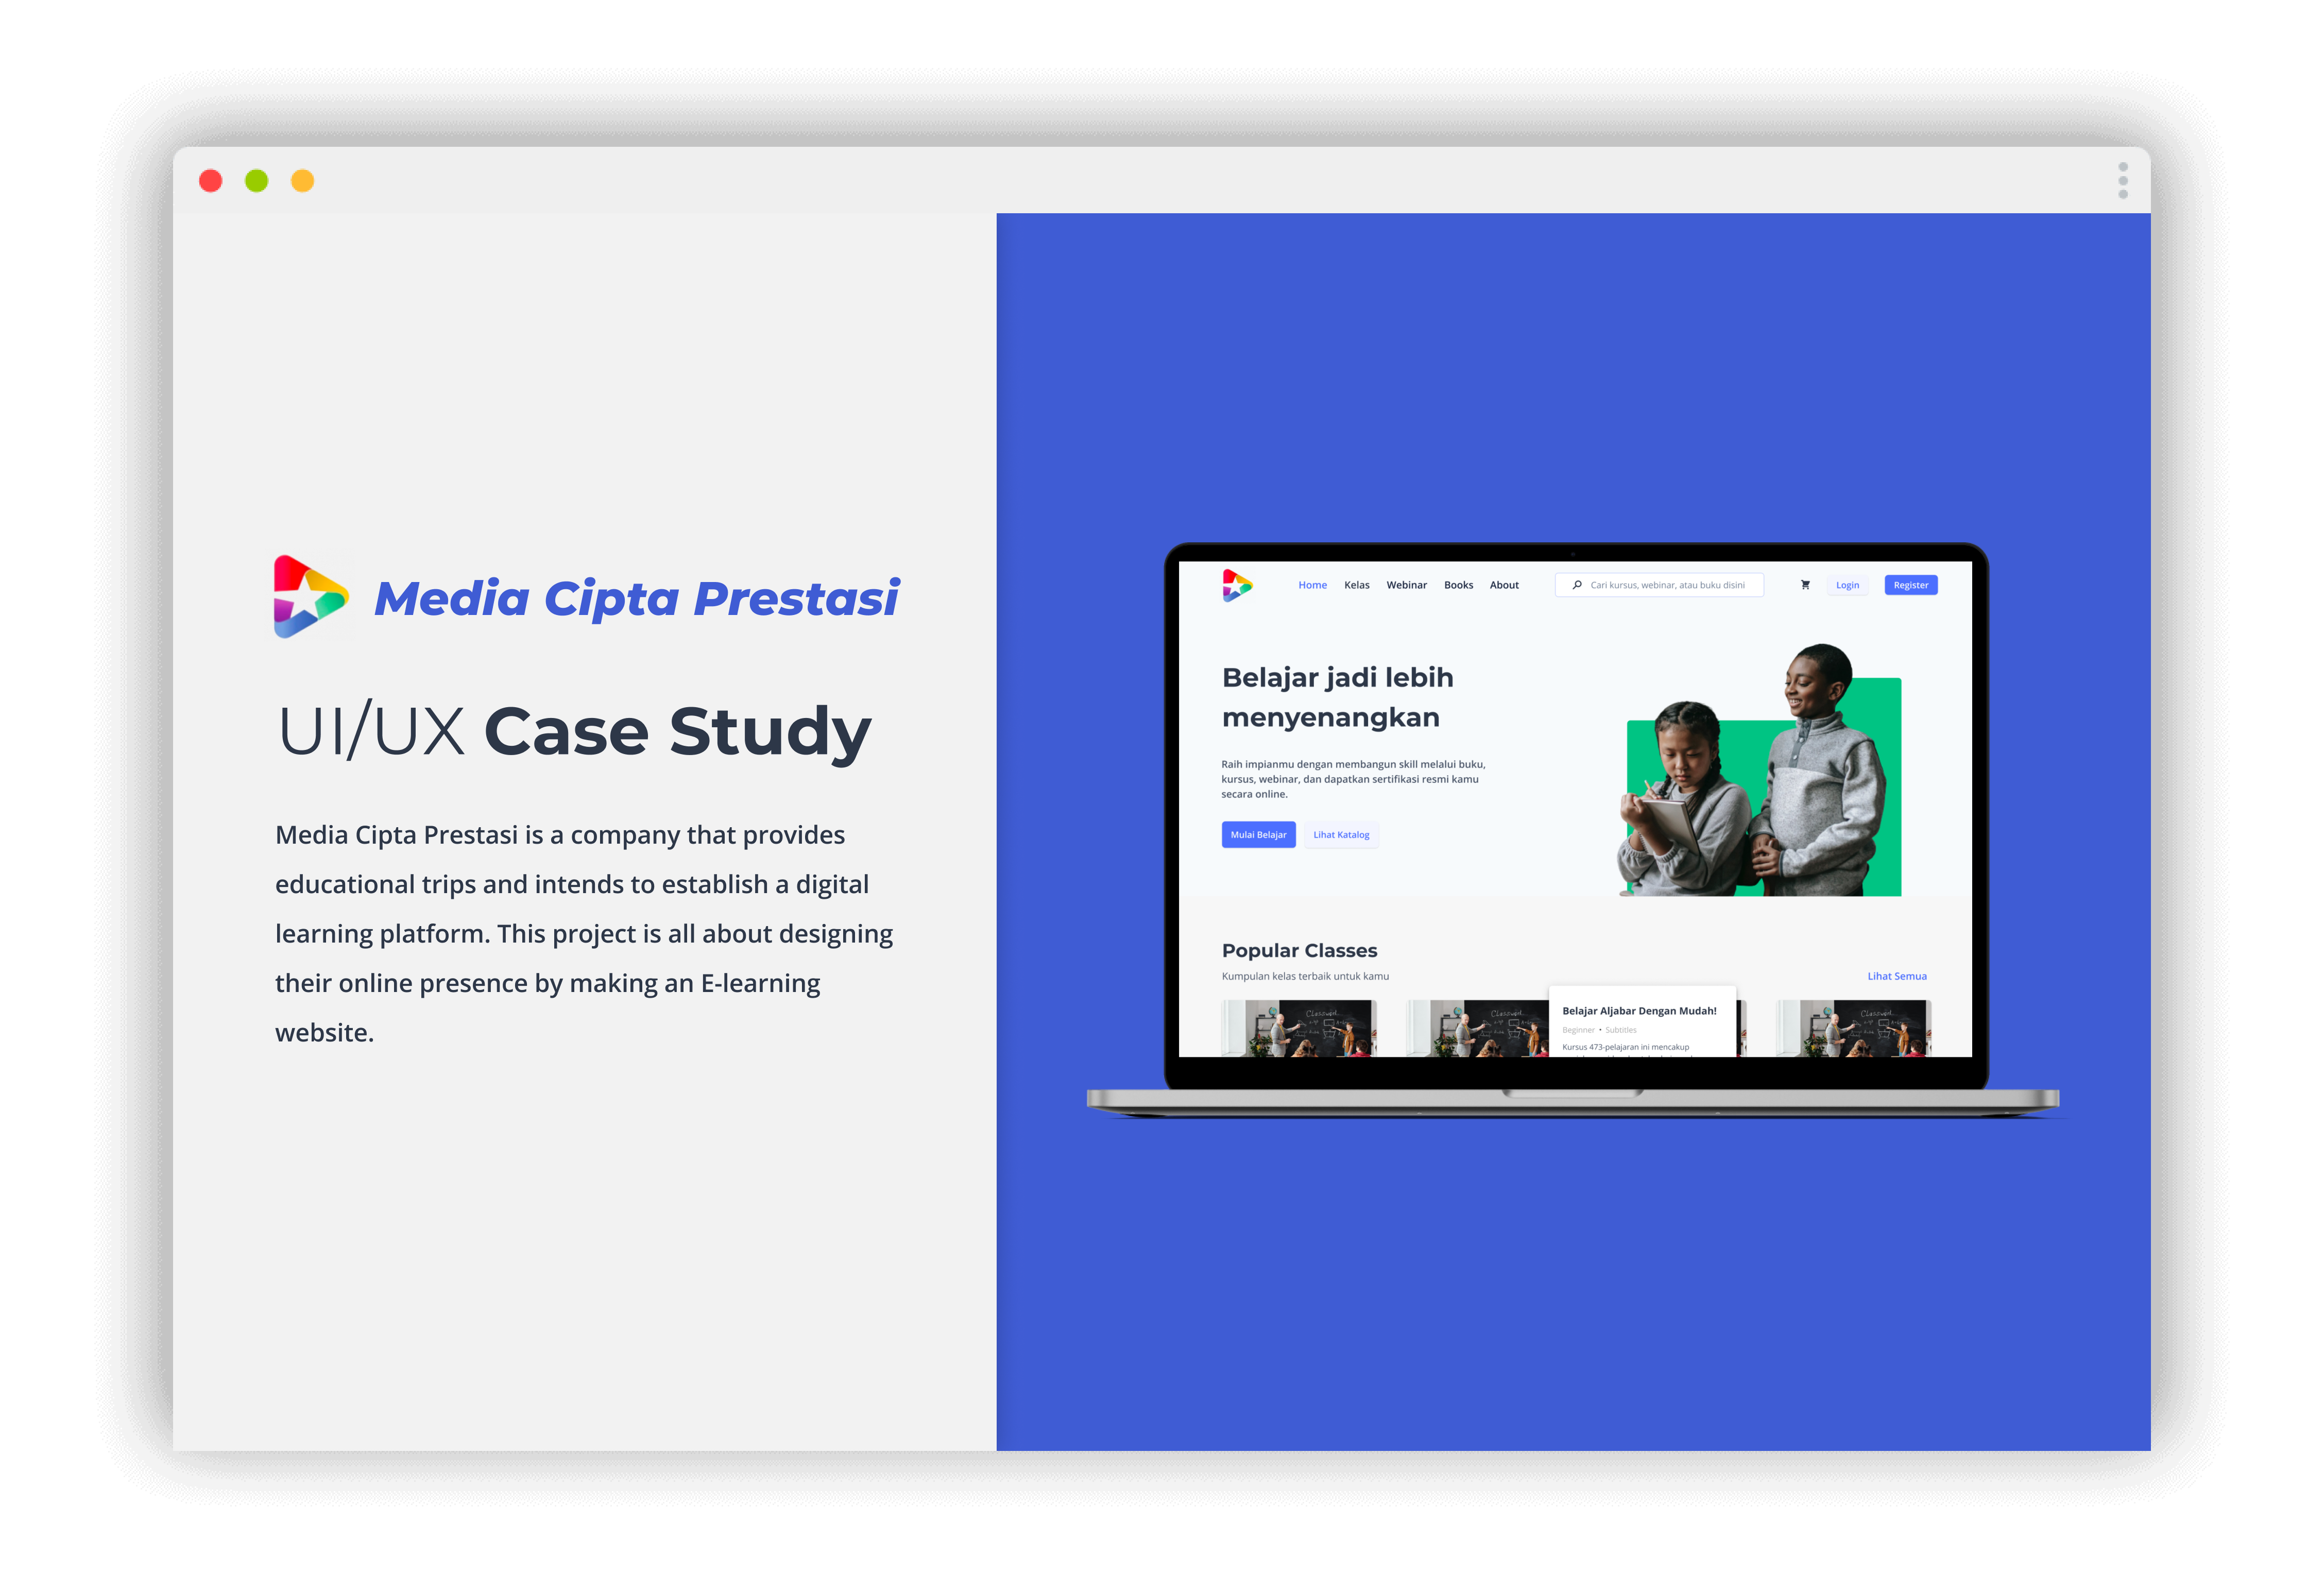 Media Cipta Prestasi
UI/UX Case Study
Media Cipta Prestasi is a company that provides
educational trips and intends to establish a digital
learning platform. This project is all about designing
their online presence by making an E-learning
website.
Home Kelas Webinar Books About Cari kursus, webinar, atau buku disini Login Register
Belajar jadi lebih
menyenangkan
Raih impianmu dengan membangun skill melalui buku,
kursus, webinar, dan dapatkan sertifikasi resmi kamu
secara online.
Mulai Belajar Lihat Katalog
Popular Classes
Kumpulan kelas terbaik untuk kamu Lihat Semua
Belajar Aljabar Dengan Mudah!
Beginner • Subtitles
Kursus 473-pelajaran ini mencakup